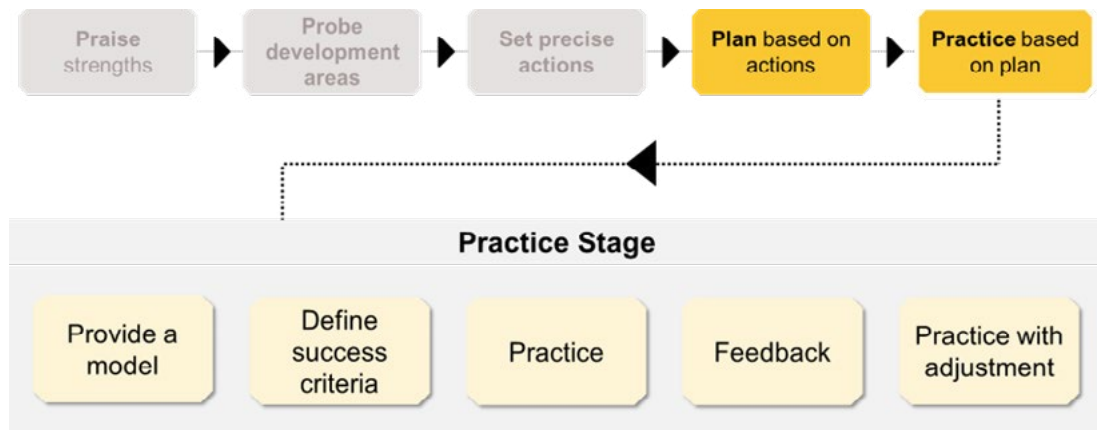 Praise
strengths
Probe
development
areas
Set precise
actions
Plan based on
actions
Practice based
on plan
Practice Stage
Provide a
model
Define
success
criteria
Practice
Feedback
Practice with
adjustment